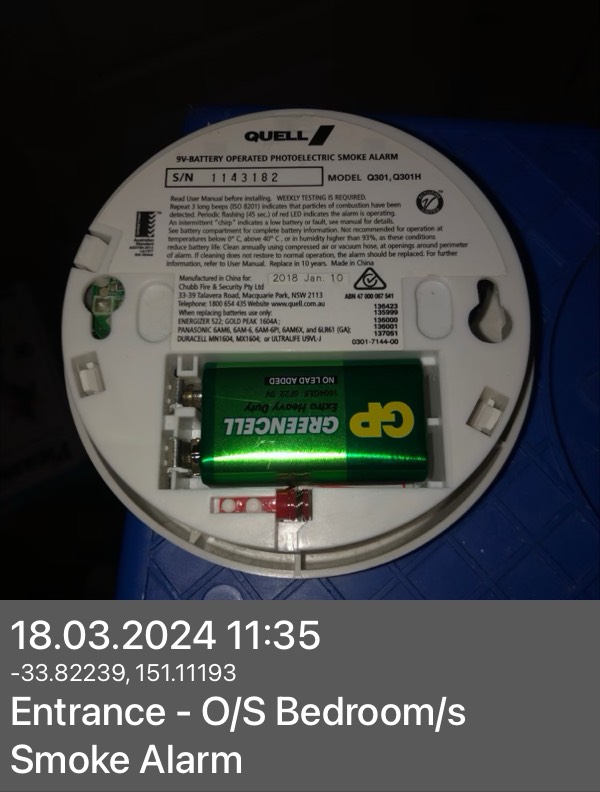 QUELL
9V-BATTERY OPERATED PHOTOELECTRIC SMOKE ALARM
S/N 1143182 MODEL Q301, Q301H
Read User Manual before installing. WEEKLY TESTING IS REQUIRED.
Repeat 3 long beeps (ISO 8201) indicates that particles of combustion have been
detected. Periodic flashing (45 sec.) of red LED indicates the alarm is operating.
An intermittent "chirp" indicates a low battery or fault, see manual for details.
See battery compartment for complete battery information. Not recommended for operation at
temperatures below 0° C, above 40° C, or in humidity higher than 93%, as these conditions
reduce battery life. Clean annually using compressed air or vacuum hose, at openings around perimeter
of alarm. If cleaning does not restore to normal operation, the alarm should be replaced. For further
information, refer to User Manual. Replace in 10 years. Made in China
Manufactured in China for: 2018 Jan. 10
Chubb Fire & Security Pty Ltd
33-39 Talavera Road, Macquarie Park, NSW 2113
Telephone: 1800 654 435 Website www.quell.com.au
When replacing batteries use only:
ENERGIZER 522; GOLD PEAK 1604A;
PANASONIC 6AM6, 6AM-6PI, 6AM6X, and 6LR61 (GA);
DURACELL MN1604, MX1604; or ULTRALIFE U9VL-J
ABN 47 000 067 541
136423
135999
136000
136001
137051
0301-7144-00
GP
GREENCELL
Extra Heavy Duty
9V
NO LEAD ADDED
18.03.2024 11:35
-33.82239, 151.11193
Entrance - O/S Bedroom/s
Smoke Alarm